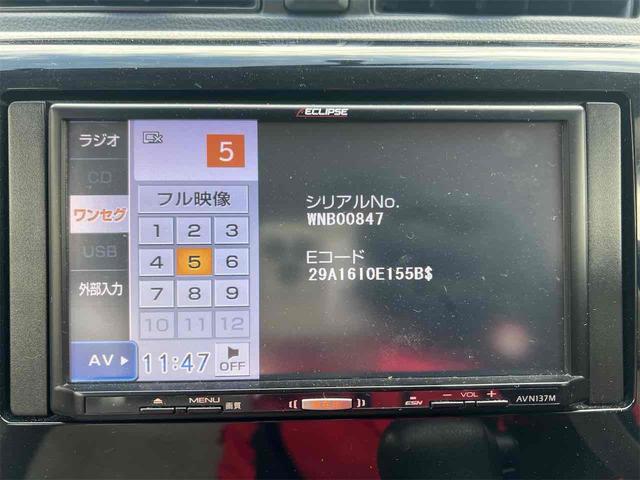 ECLIPSE
ラジオ
CD
ワンセグ
USB
外部入力
AV
5
フル映像
1 2 3
4 5 6
7 8 9
10 11 12
11:47
OFF
シリアルNo.
WNB00847
Eコード
29A16I0E155B$
MENU
画質
ESN
− VOL +
AVN137M